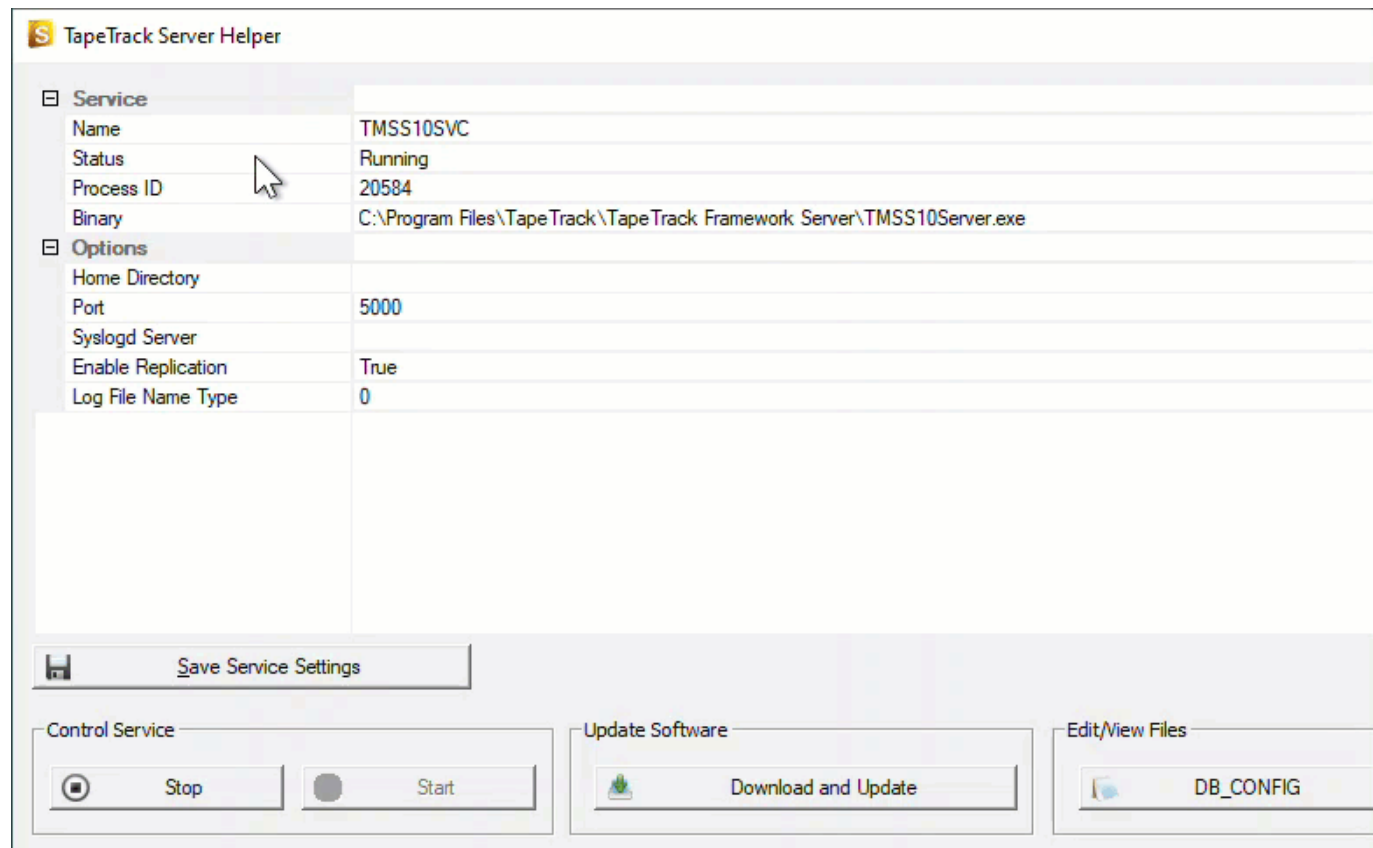 TapeTrack Server Helper
Service
Name TMSS10SVC
Status Running
Process ID 20584
Binary C:\Program Files\TapeTrack\TapeTrack Framework Server\TMSS10Server.exe
Options
Home Directory
Port 5000
Syslogd Server
Enable Replication True
Log File Name Type 0
Save Service Settings
Control Service Update Software Edit/View Files
Stop Start Download and Update DB_CONFIG